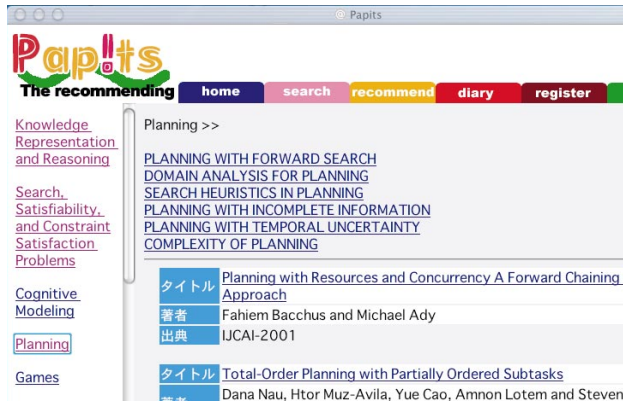 Papits
Pap!ts
The recommending
home search recommend diary register
Knowledge
Representation
and Reasoning
Search,
Satisfiability,
and Constraint
Satisfaction
Problems
Cognitive
Modeling
Planning
Games
Planning >>
PLANNING WITH FORWARD SEARCH
DOMAIN ANALYSIS FOR PLANNING
SEARCH HEURISTICS IN PLANNING
PLANNING WITH INCOMPLETE INFORMATION
PLANNING WITH TEMPORAL UNCERTAINTY
COMPLEXITY OF PLANNING
タイトル Planning with Resources and Concurrency A Forward Chaining
Approach
著者 Fahiem Bacchus and Michael Ady
出典 IJCAI-2001
タイトル Total-Order Planning with Partially Ordered Subtasks
著者 Dana Nau, Htor Muz-Avila, Yue Cao, Amnon Lotem and Steven